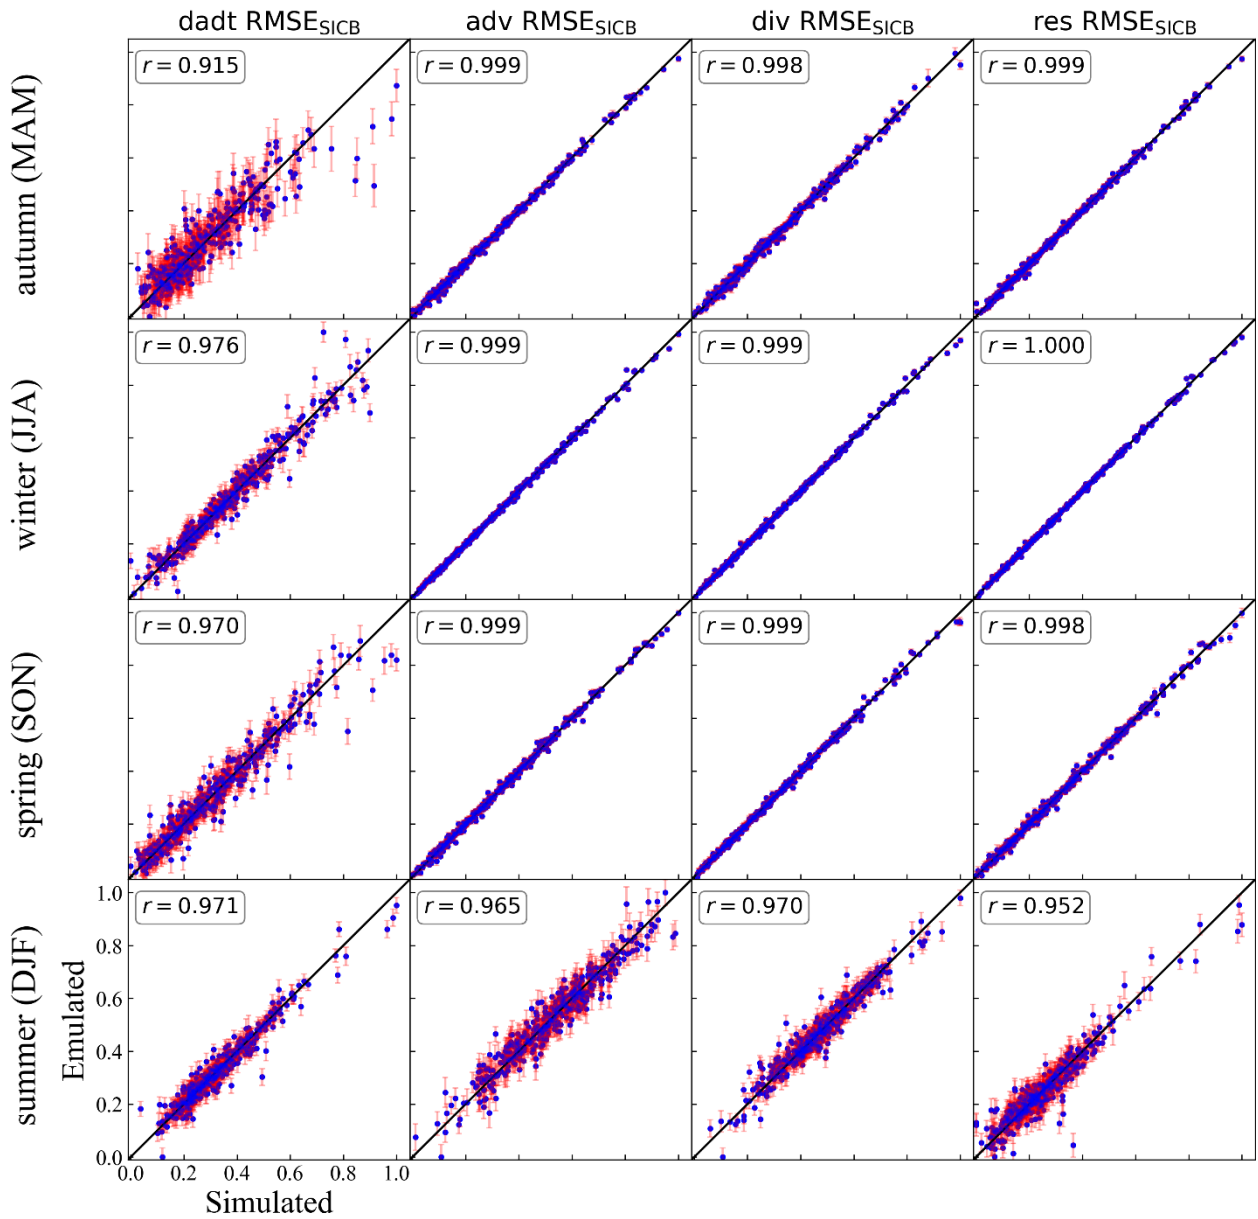 dadt RMSE_SICB adv RMSE_SICB div RMSE_SICB res RMSE_SICB
autumn (MAM)
r = 0.915 r = 0.999 r = 0.998 r = 0.999
winter (JJA)
r = 0.976 r = 0.999 r = 0.999 r = 1.000
spring (SON)
r = 0.970 r = 0.999 r = 0.999 r = 0.998
summer (DJF)
Emulated
1.0
0.8
0.6
0.4
0.2
0.0
r = 0.971 r = 0.965 r = 0.970 r = 0.952
0.0 0.2 0.4 0.6 0.8 1.0
Simulated